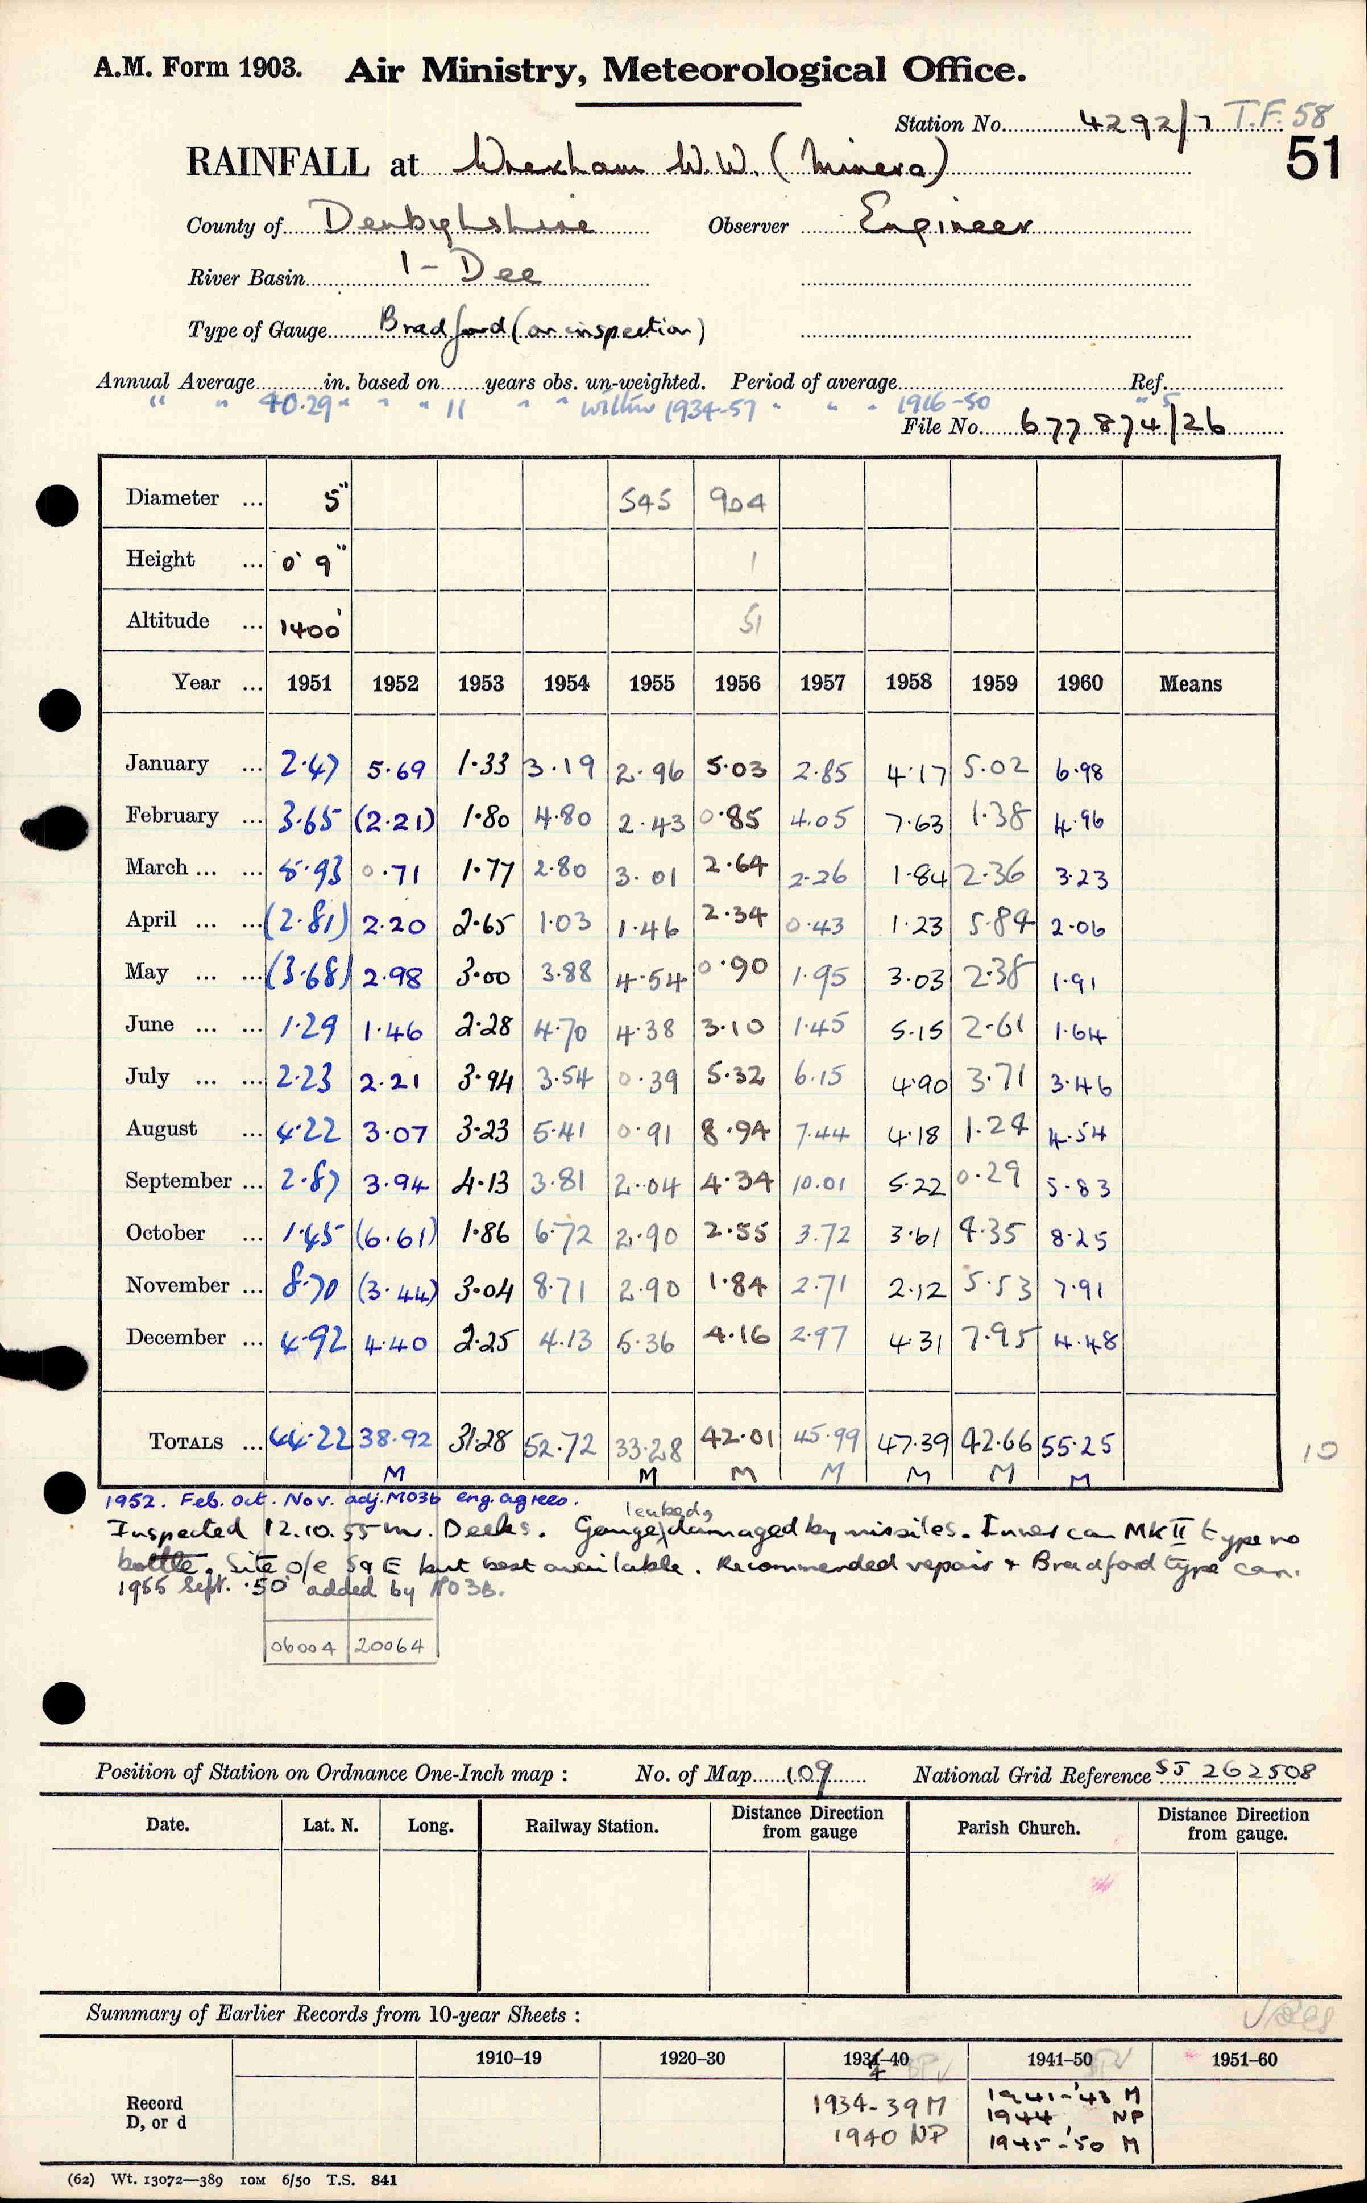 A.M. Form 1903. Air Ministry, Meteorological Office.
Station No. 4292/7 T.F. 58
51
RAINFALL at Wrexham W.W. (Minera)
County of Denbighshire Observer Engineer
River Basin 1 - Dee
Type of Gauge Bradford (on inspection)
Annual Average in. based on years obs. un-weighted. Period of average Ref.
" " 40.29 " " " 11 " " within 1934-57 " " " 1916-50 " 5
File No. 677874/26
Diameter ... 5" 545 904
Height ... 0' 9" 1
Altitude ... 1400' 51
Year ... 1951 1952 1953 1954 1955 1956 1957 1958 1959 1960 Means
January ... 2.47 5.69 1.33 3.19 2.96 5.03 2.85 4.17 5.02 6.98
February ... 3.65 (2.21) 1.80 4.80 2.43 0.85 4.05 7.63 1.38 4.96
March ... ... 5.93 0.71 1.77 2.80 3.01 2.64 2.26 1.84 2.36 3.23
April ... ... (2.81) 2.20 2.65 1.03 1.46 2.34 0.43 1.23 5.84 2.06
May ... ... (3.68) 2.98 3.00 3.88 4.54 0.90 1.95 3.03 2.38 1.91
June ... ... 1.29 1.46 2.28 4.70 4.38 3.10 1.45 5.15 2.61 1.64
July ... ... 2.23 2.21 3.94 3.54 0.39 5.32 6.15 4.90 3.71 3.46
August ... 4.22 3.07 3.23 5.41 0.91 8.94 7.44 4.18 1.24 4.54
September ... 2.87 3.94 4.13 3.81 2.04 4.34 10.01 5.22 0.29 5.83
October ... 1.45 (6.61) 1.86 6.72 2.90 2.55 3.72 3.61 4.35 8.25
November ... 8.70 (3.44) 3.04 8.71 2.90 1.84 2.71 2.12 5.53 7.91
December ... 4.92 4.40 2.25 4.13 5.36 4.16 2.97 4.31 7.95 4.48
TOTALS ... 44.22 38.92 31.28 52.72 33.28 42.01 45.99 47.39 42.66 55.25 10
M M M M M M M
1952. Feb. Oct. Nov. adj. MO3b eng. agrees.
leaked,
Inspected 12.10.55 Mr. Deeks. Gauge damaged by missiles. Inner can MK II type no
bottle. Site o/e Sq E but best available. Recommended repair + Bradford type can.
1955 Sept. .50 added by MO3B.
06004 20064
Position of Station on Ordnance One-Inch map : No. of Map 109 National Grid Reference SJ 262508
Date. Lat. N. Long. Railway Station. Distance Direction from gauge Parish Church. Distance Direction from gauge.
Summary of Earlier Records from 10-year Sheets :
1910–19 1920–30 1934–40 1941–50 1951–60
Record
D, or d
1934-39 M
1940 NP
1941-'43 M
1944 NP
1945-'50 M
(62) Wt. 13072—389 10M 6/50 T.S. 841